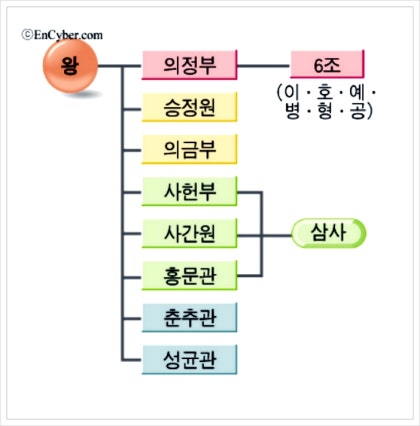 ⓒEnCyber.com
왕
의정부
6조
(이·호·예·
병·형·공)
승정원
의금부
사헌부
사간원
삼사
홍문관
춘추관
성균관